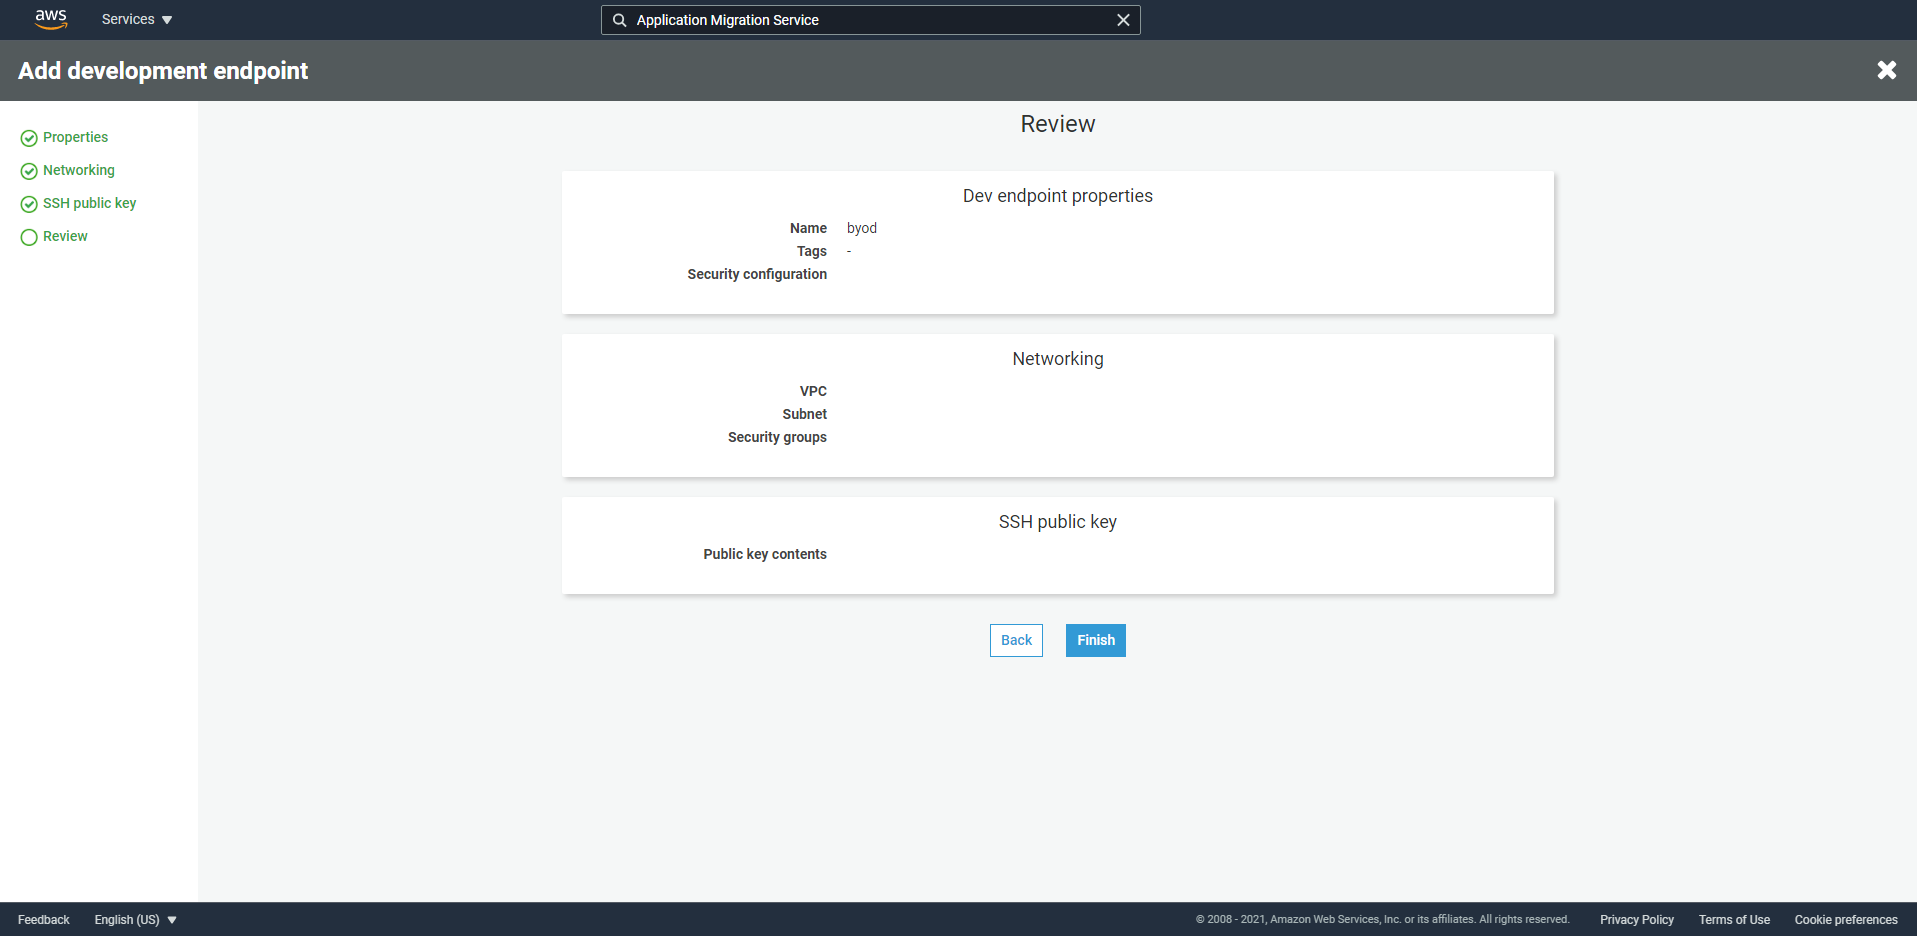 aws Services Application Migration Service
Add development endpoint
Properties
Networking
SSH public key
Review
Review
Dev endpoint properties
Name byod
Tags -
Security configuration
Networking
VPC
Subnet
Security groups
SSH public key
Public key contents
Back Finish
Feedback English (US) © 2008 - 2021, Amazon Web Services, Inc. or its affiliates. All rights reserved. Privacy Policy Terms of Use Cookie preferences